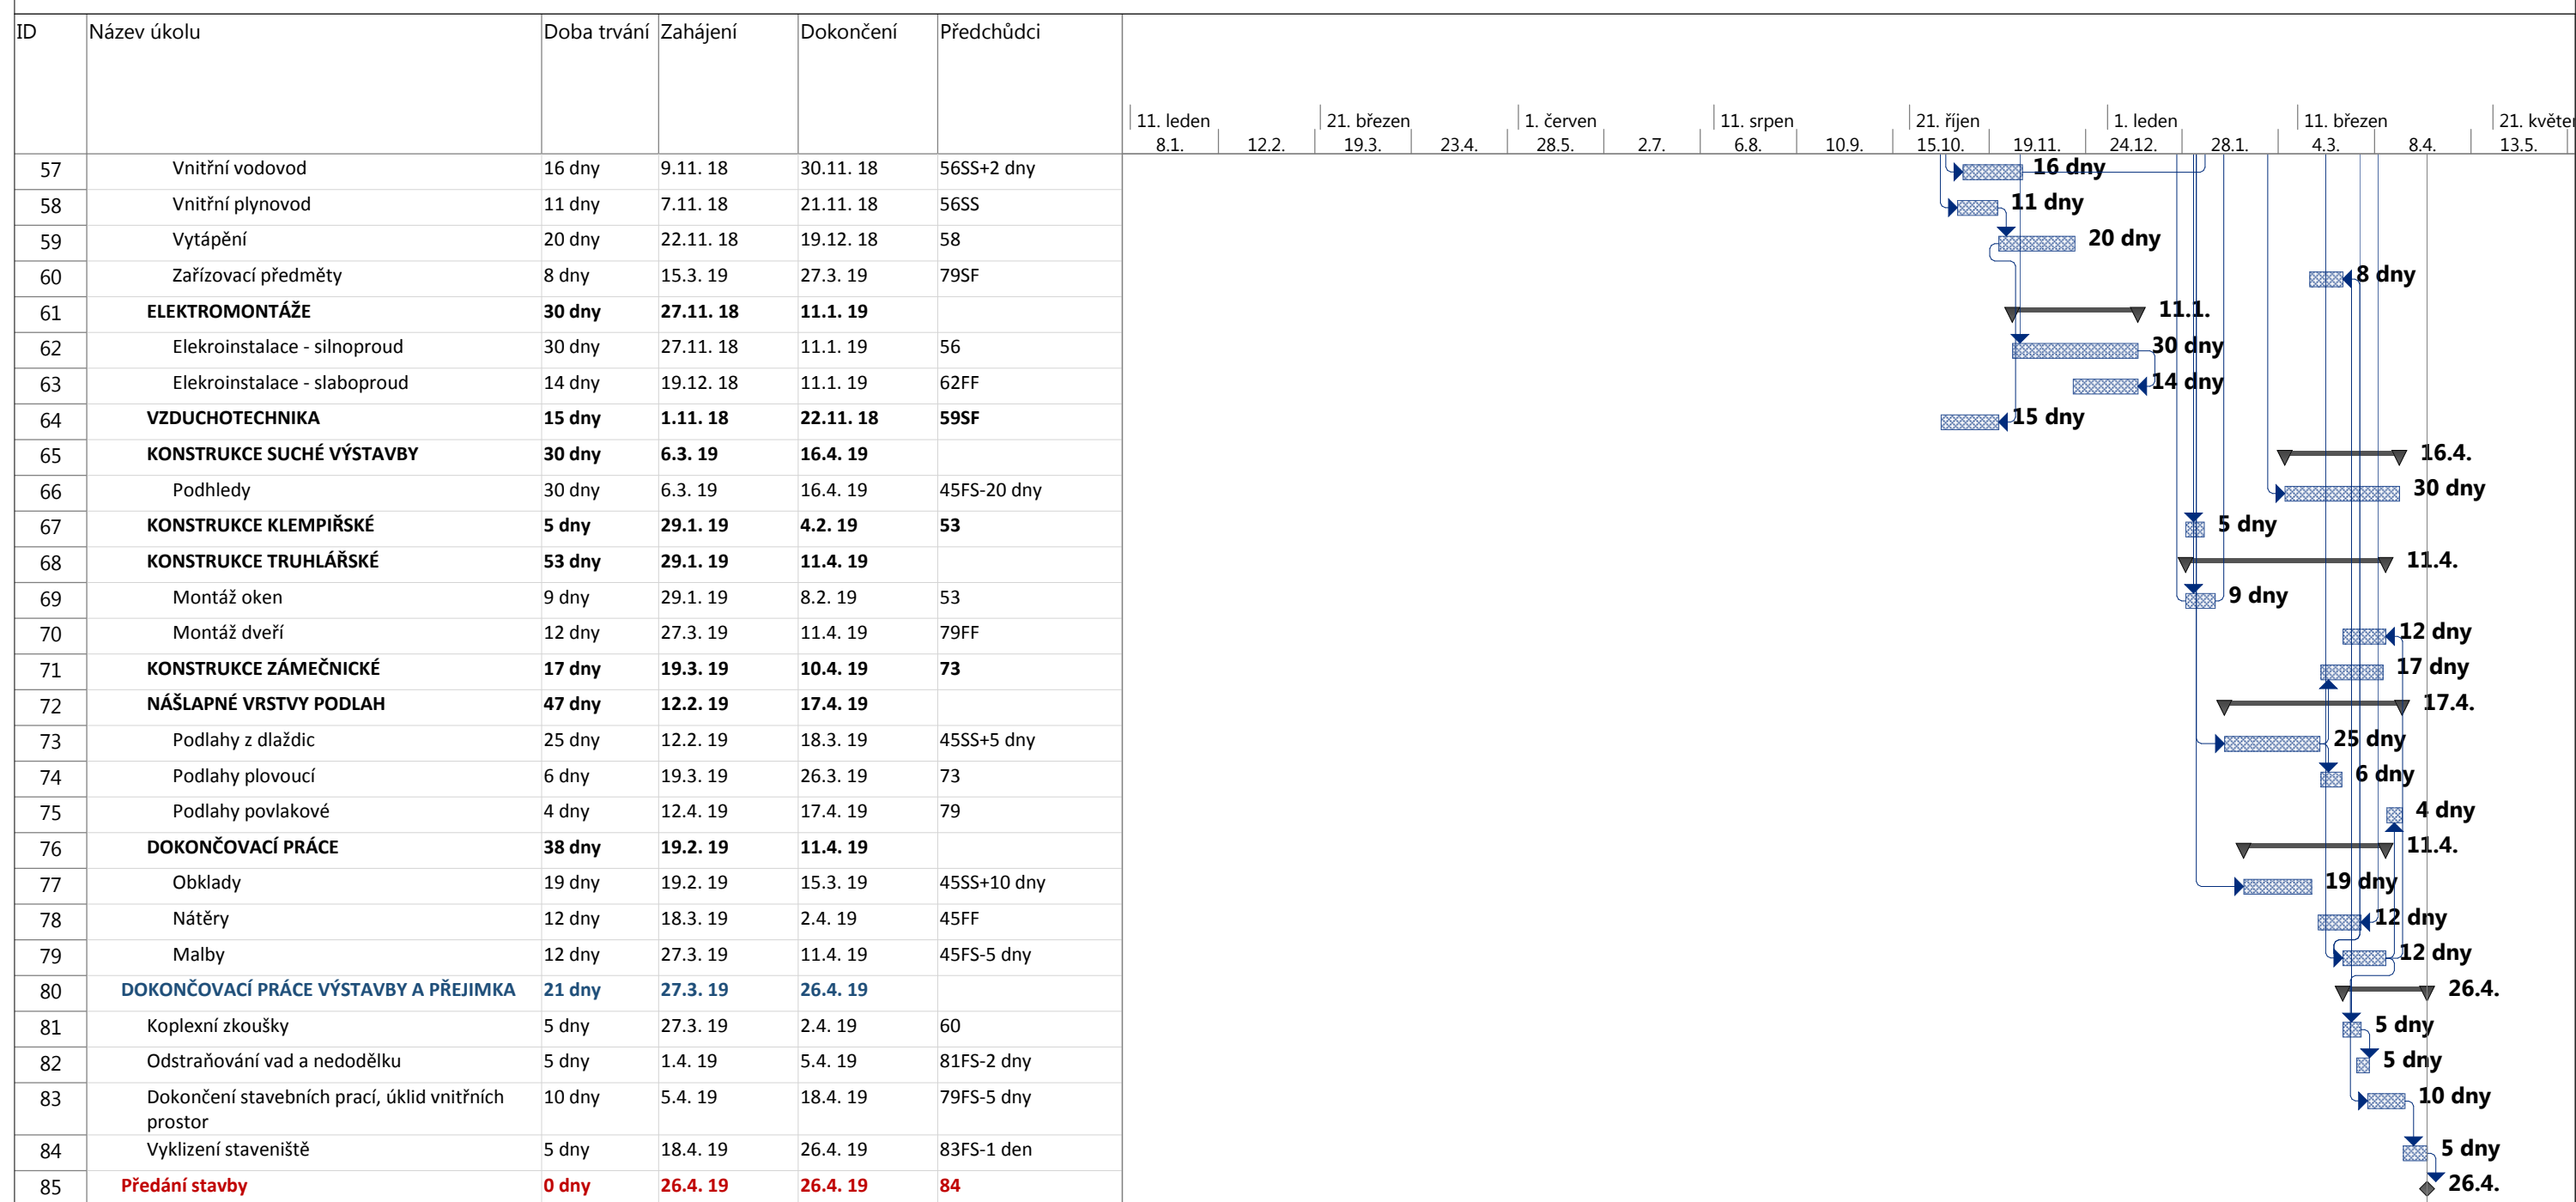 ID Název úkolu Doba trvání Zahájení Dokončení Předchůdci
11. leden 21. březen 1. červen 11. srpen 21. říjen 1. leden 11. březen 21. květen
8.1. 12.2. 19.3. 23.4. 28.5. 2.7. 6.8. 10.9. 15.10. 19.11. 24.12. 28.1. 4.3. 8.4. 13.5.
57 Vnitřní vodovod 16 dny 9.11. 18 30.11. 18 56SS+2 dny 16 dny
58 Vnitřní plynovod 11 dny 7.11. 18 21.11. 18 56SS 11 dny
59 Vytápění 20 dny 22.11. 18 19.12. 18 58 20 dny
60 Zařízovací předměty 8 dny 15.3. 19 27.3. 19 79SF 8 dny
61 ELEKTROMONTÁŽE 30 dny 27.11. 18 11.1. 19 11.1.
62 Elekroinstalace - silnoproud 30 dny 27.11. 18 11.1. 19 56 30 dny
63 Elekroinstalace - slaboproud 14 dny 19.12. 18 11.1. 19 62FF 14 dny
64 VZDUCHOTECHNIKA 15 dny 1.11. 18 22.11. 18 59SF 15 dny
65 KONSTRUKCE SUCHÉ VÝSTAVBY 30 dny 6.3. 19 16.4. 19 16.4.
66 Podhledy 30 dny 6.3. 19 16.4. 19 45FS-20 dny 30 dny
67 KONSTRUKCE KLEMPIŘSKÉ 5 dny 29.1. 19 4.2. 19 53 5 dny
68 KONSTRUKCE TRUHLÁŘSKÉ 53 dny 29.1. 19 11.4. 19 11.4.
69 Montáž oken 9 dny 29.1. 19 8.2. 19 53 9 dny
70 Montáž dveří 12 dny 27.3. 19 11.4. 19 79FF 12 dny
71 KONSTRUKCE ZÁMEČNICKÉ 17 dny 19.3. 19 10.4. 19 73 17 dny
72 NÁŠLAPNÉ VRSTVY PODLAH 47 dny 12.2. 19 17.4. 19 17.4.
73 Podlahy z dlaždic 25 dny 12.2. 19 18.3. 19 45SS+5 dny 25 dny
74 Podlahy plovoucí 6 dny 19.3. 19 26.3. 19 73 6 dny
75 Podlahy povlakové 4 dny 12.4. 19 17.4. 19 79 4 dny
76 DOKONČOVACÍ PRÁCE 38 dny 19.2. 19 11.4. 19 11.4.
77 Obklady 19 dny 19.2. 19 15.3. 19 45SS+10 dny 19 dny
78 Nátěry 12 dny 18.3. 19 2.4. 19 45FF 12 dny
79 Malby 12 dny 27.3. 19 11.4. 19 45FS-5 dny 12 dny
80 DOKONČOVACÍ PRÁCE VÝSTAVBY A PŘEJIMKA 21 dny 27.3. 19 26.4. 19 26.4.
81 Koplexní zkoušky 5 dny 27.3. 19 2.4. 19 60 5 dny
82 Odstraňování vad a nedodělku 5 dny 1.4. 19 5.4. 19 81FS-2 dny 5 dny
83 Dokončení stavebních prací, úklid vnitřních 10 dny 5.4. 19 18.4. 19 79FS-5 dny 10 dny
prostor
84 Vyklizení staveniště 5 dny 18.4. 19 26.4. 19 83FS-1 den 5 dny
85 Předání stavby 0 dny 26.4. 19 26.4. 19 84 26.4.